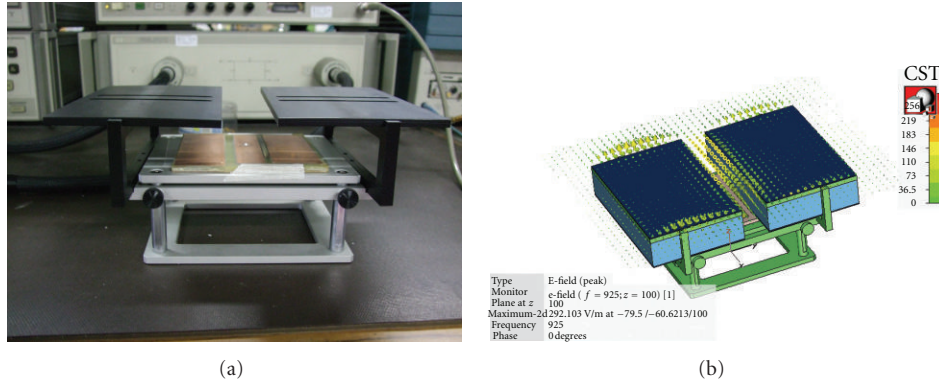 CST
256
219
183
146
110
73
36.5
0
Type E-field (peak)
Monitor e-field ( f = 925; z = 100) [1]
Plane at z 100
Maximum-2d 292.103 V/m at −79.5 /−60.6213/100
Frequency 925
Phase 0 degrees
(a)
(b)